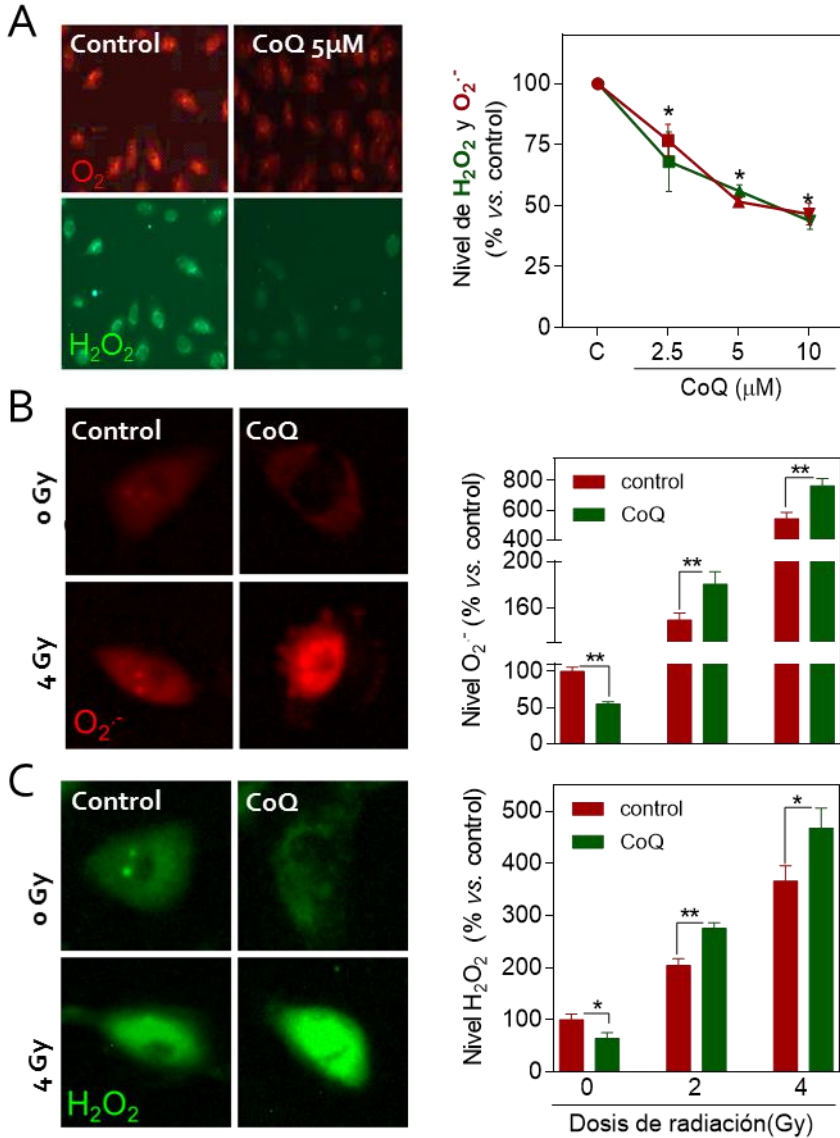 A
Control
CoQ 5µM
O₂
H₂O₂
Nivel de H₂O₂ y O₂·⁻
(% vs. control)
100
75
50
25
0
*
*
*
C
2.5
5
10
CoQ (µM)
B
Control
CoQ
0 Gy
4 Gy
O₂·⁻
Nivel O₂·⁻ (% vs. control)
800
600
400
200
160
100
50
0
control
CoQ
**
**
**
C
Control
CoQ
0 Gy
4 Gy
H₂O₂
Nivel H₂O₂ (% vs. control)
500
400
300
200
100
0
control
CoQ
*
**
*
0
2
4
Dosis de radiación(Gy)